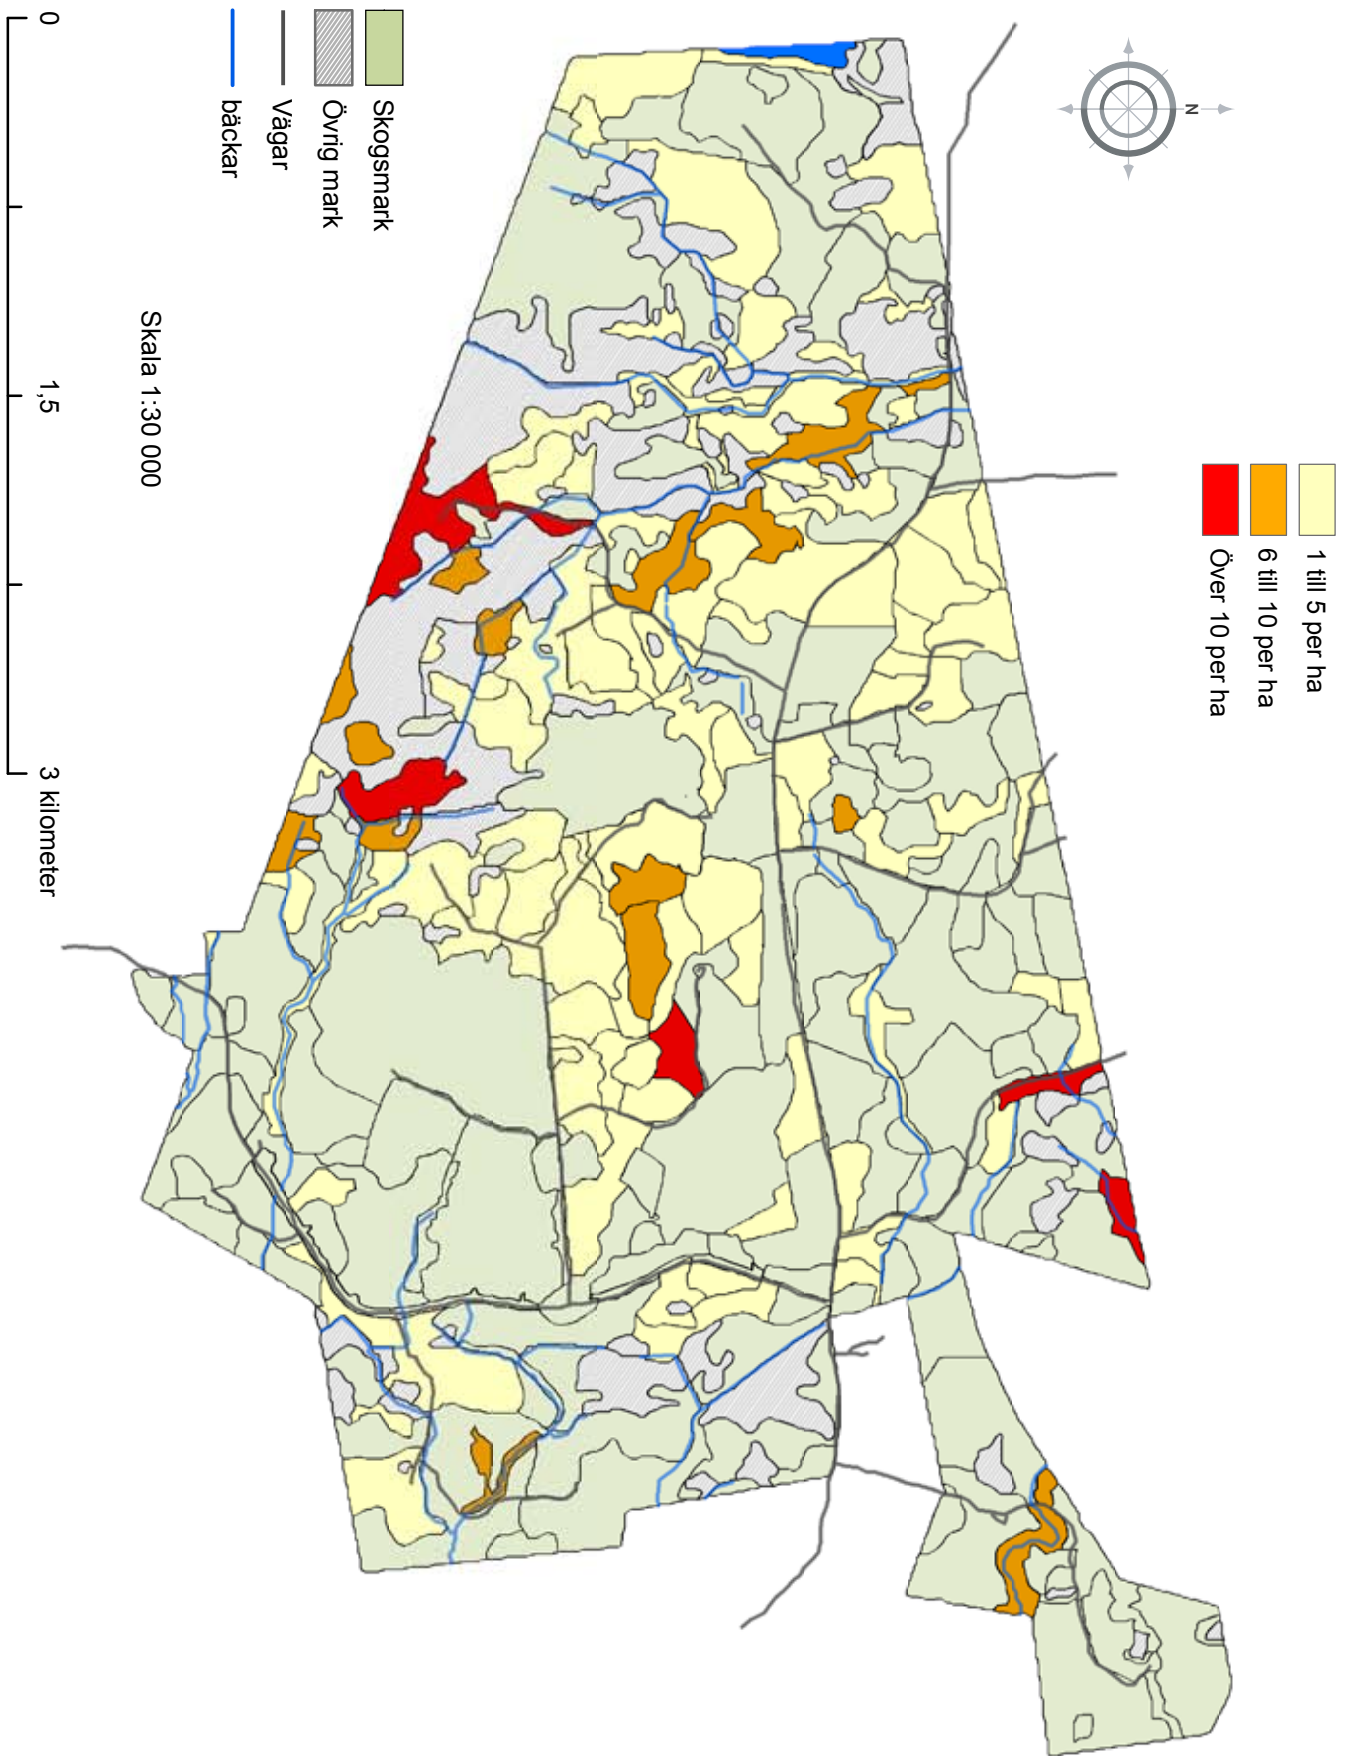 N
1 till 5 per ha
6 till 10 per ha
Över 10 per ha
Skogsmark
Övrig mark
Vägar
bäckar
Skala 1:30 000
0 1,5 3 kilometer